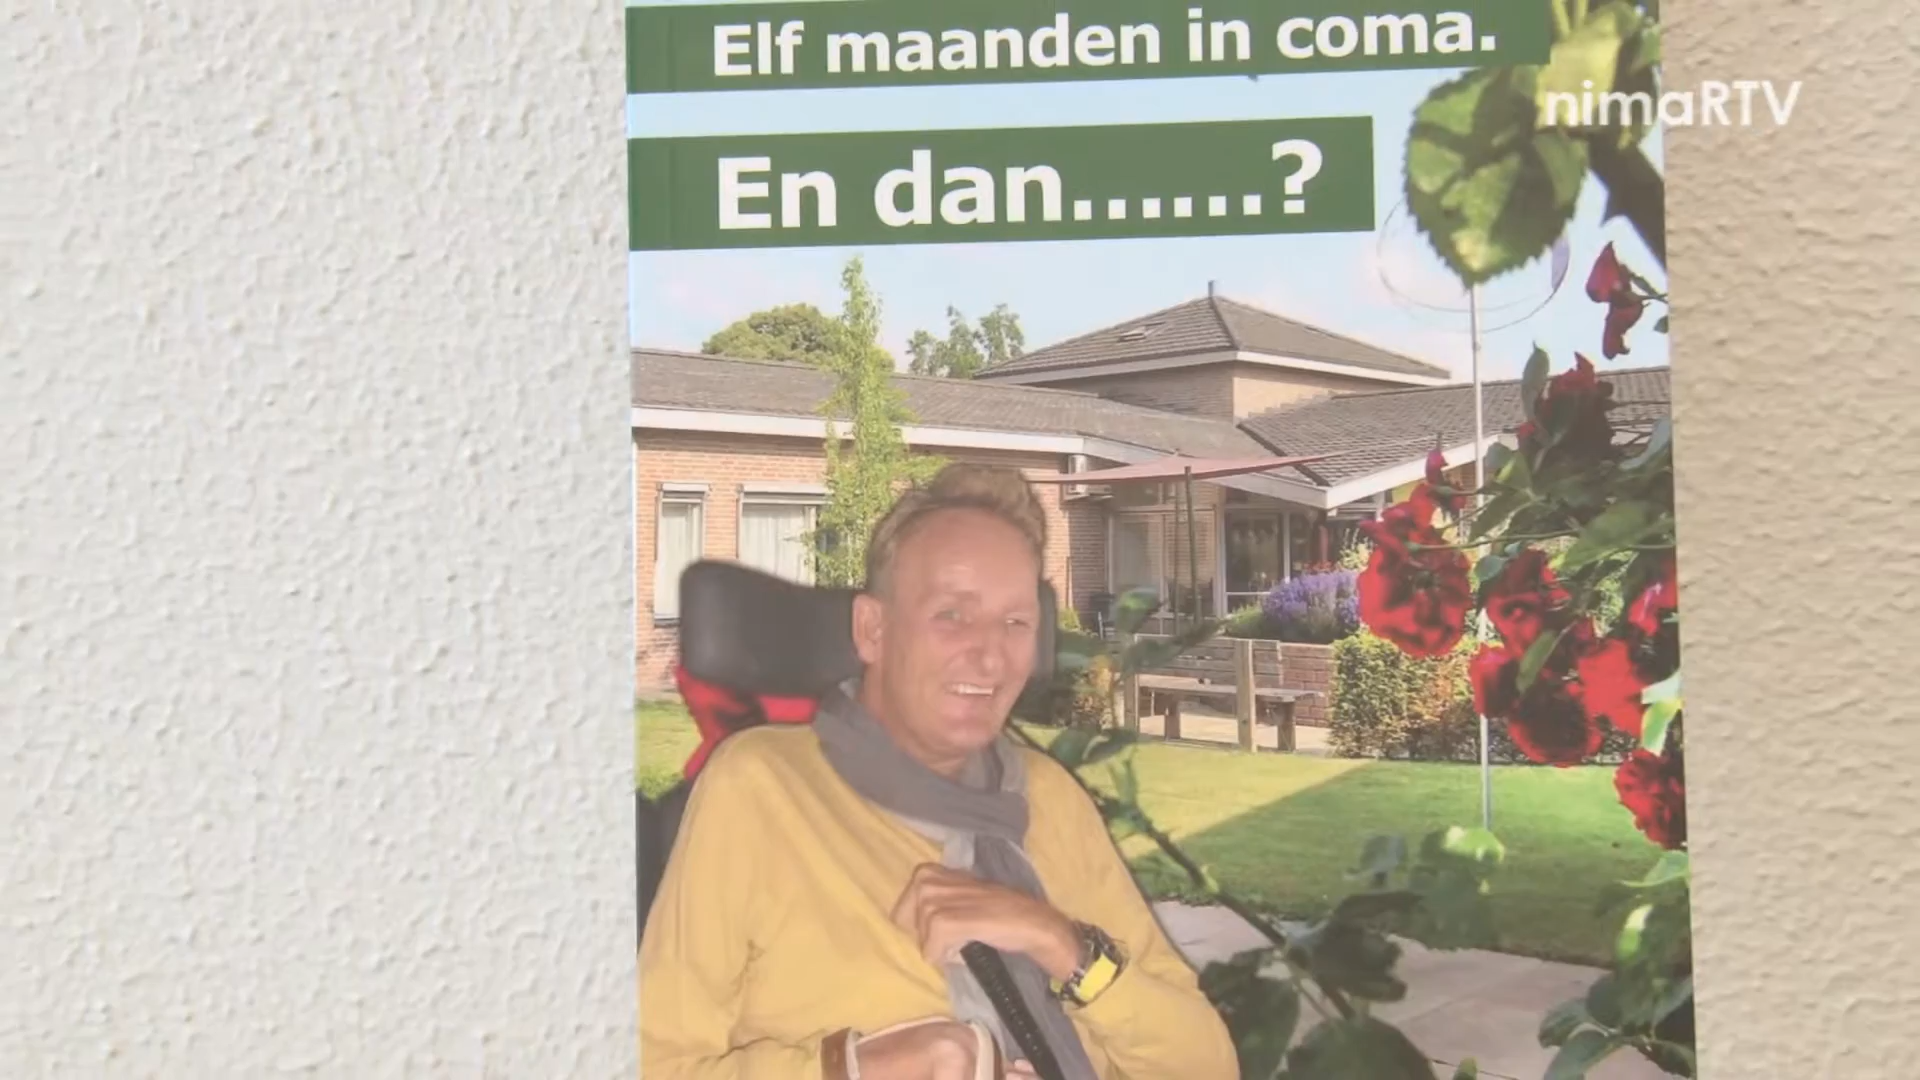 Elf maanden in coma.
nimaRTV
En dan......?